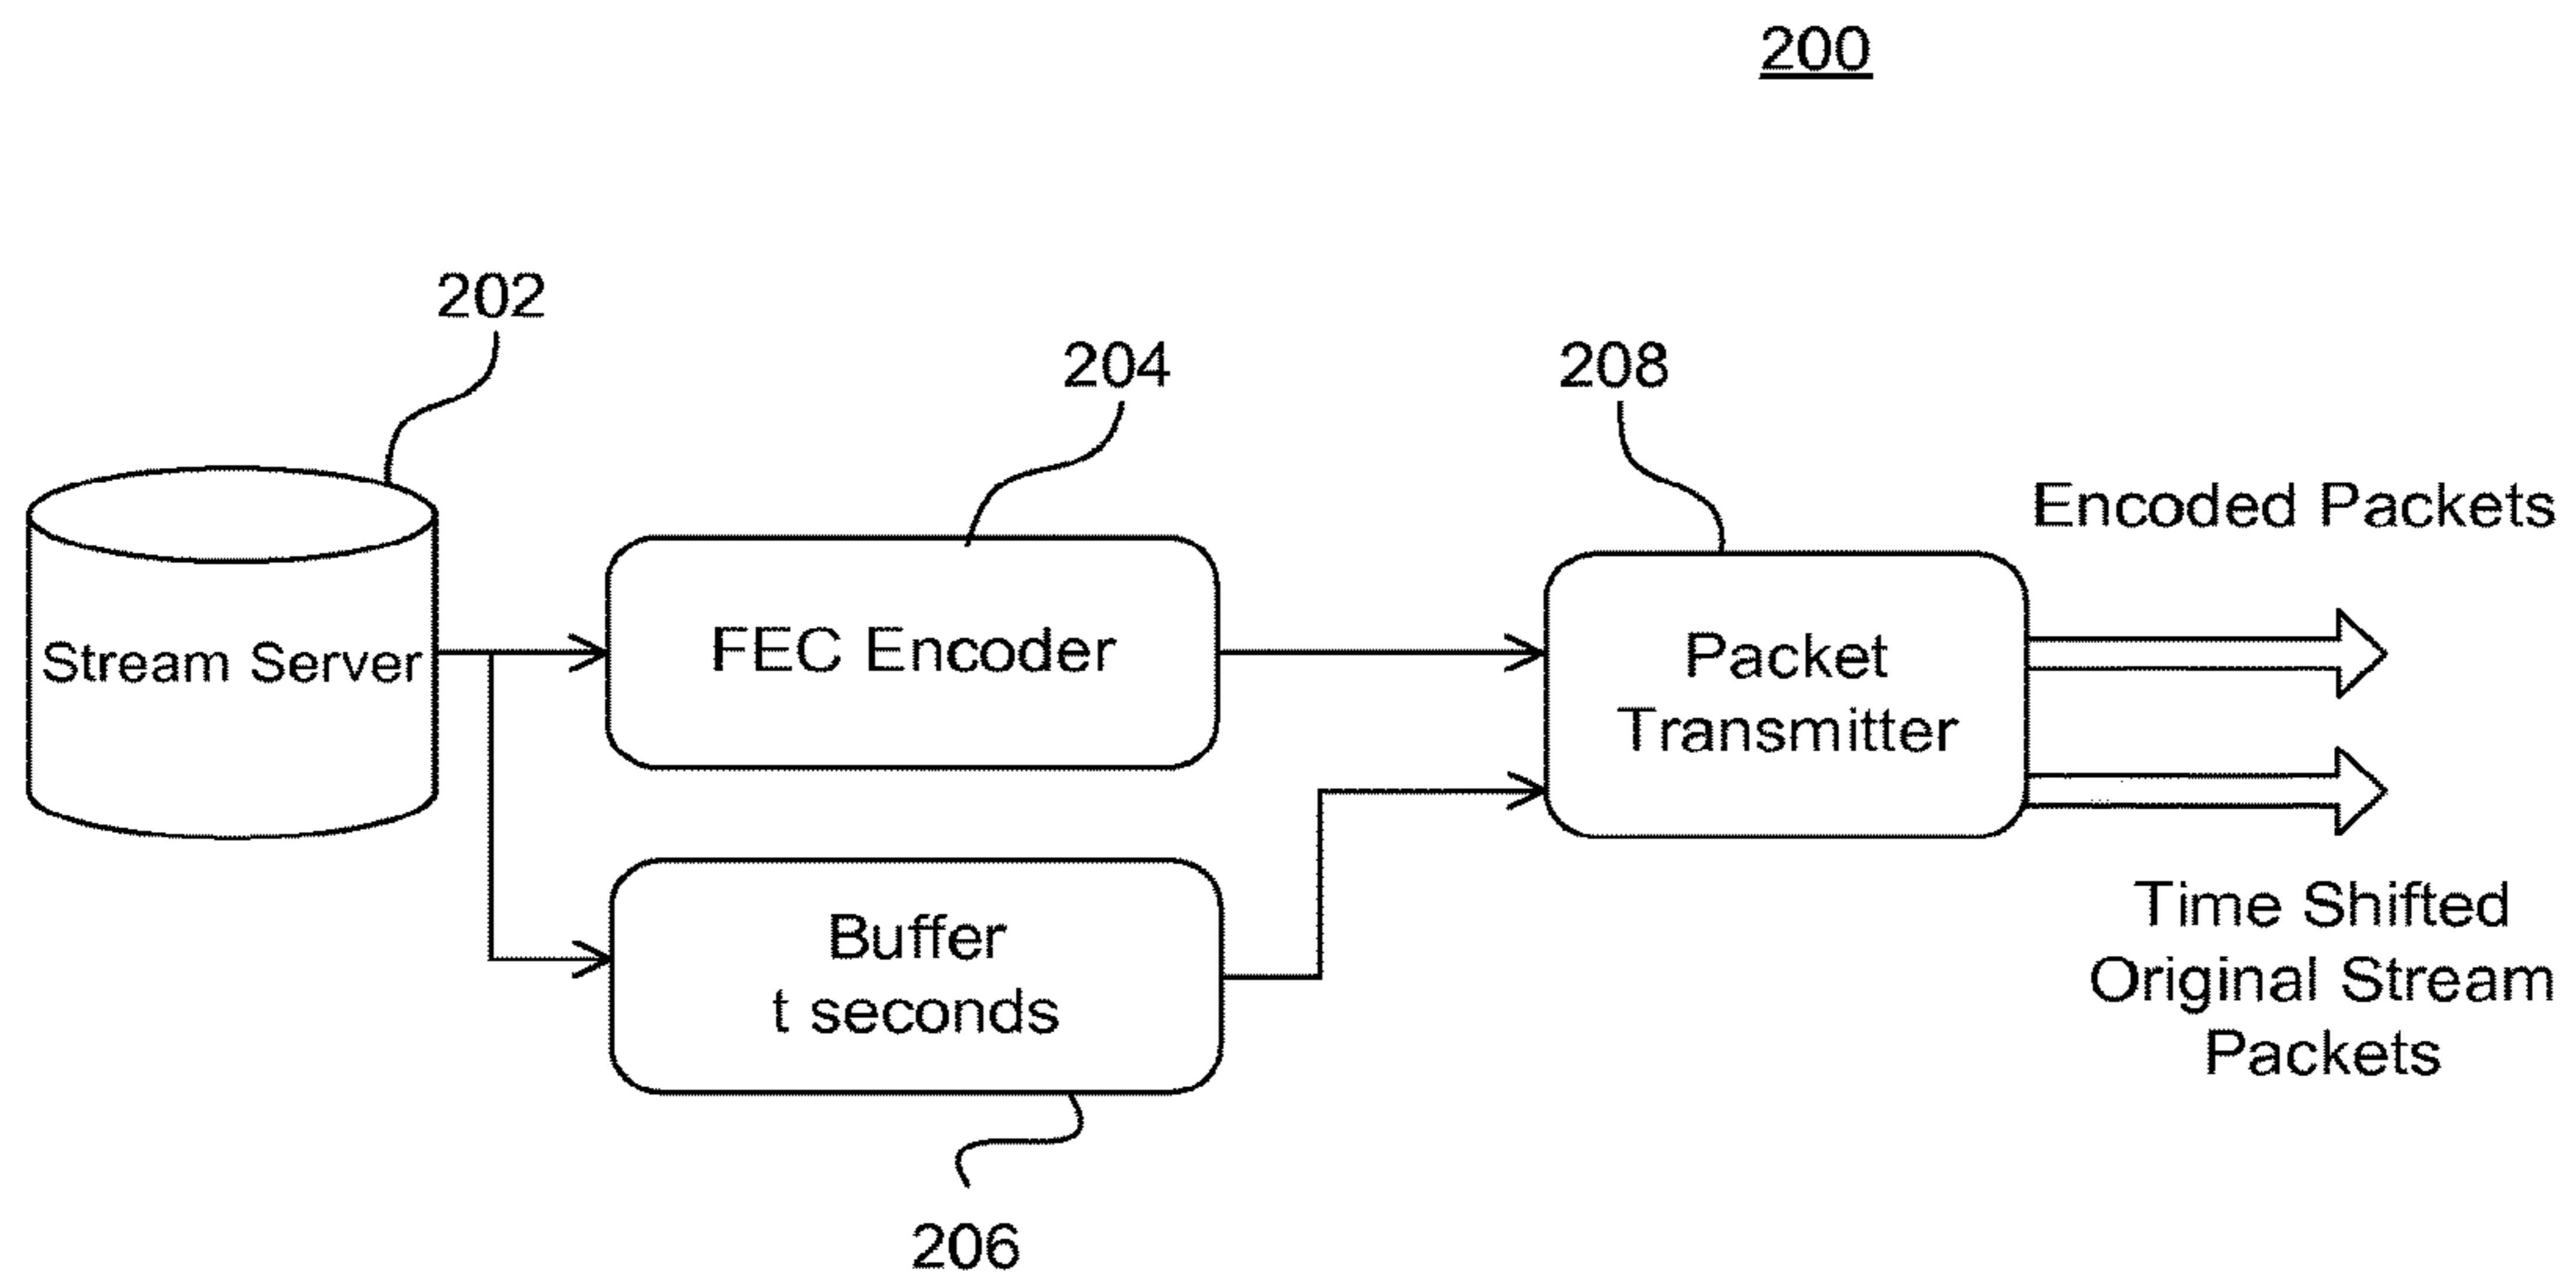 200
202
204
208
Encoded Packets
Stream Server
FEC Encoder
Packet
Transmitter
Buffer
t seconds
Time Shifted
Original Stream
Packets
206